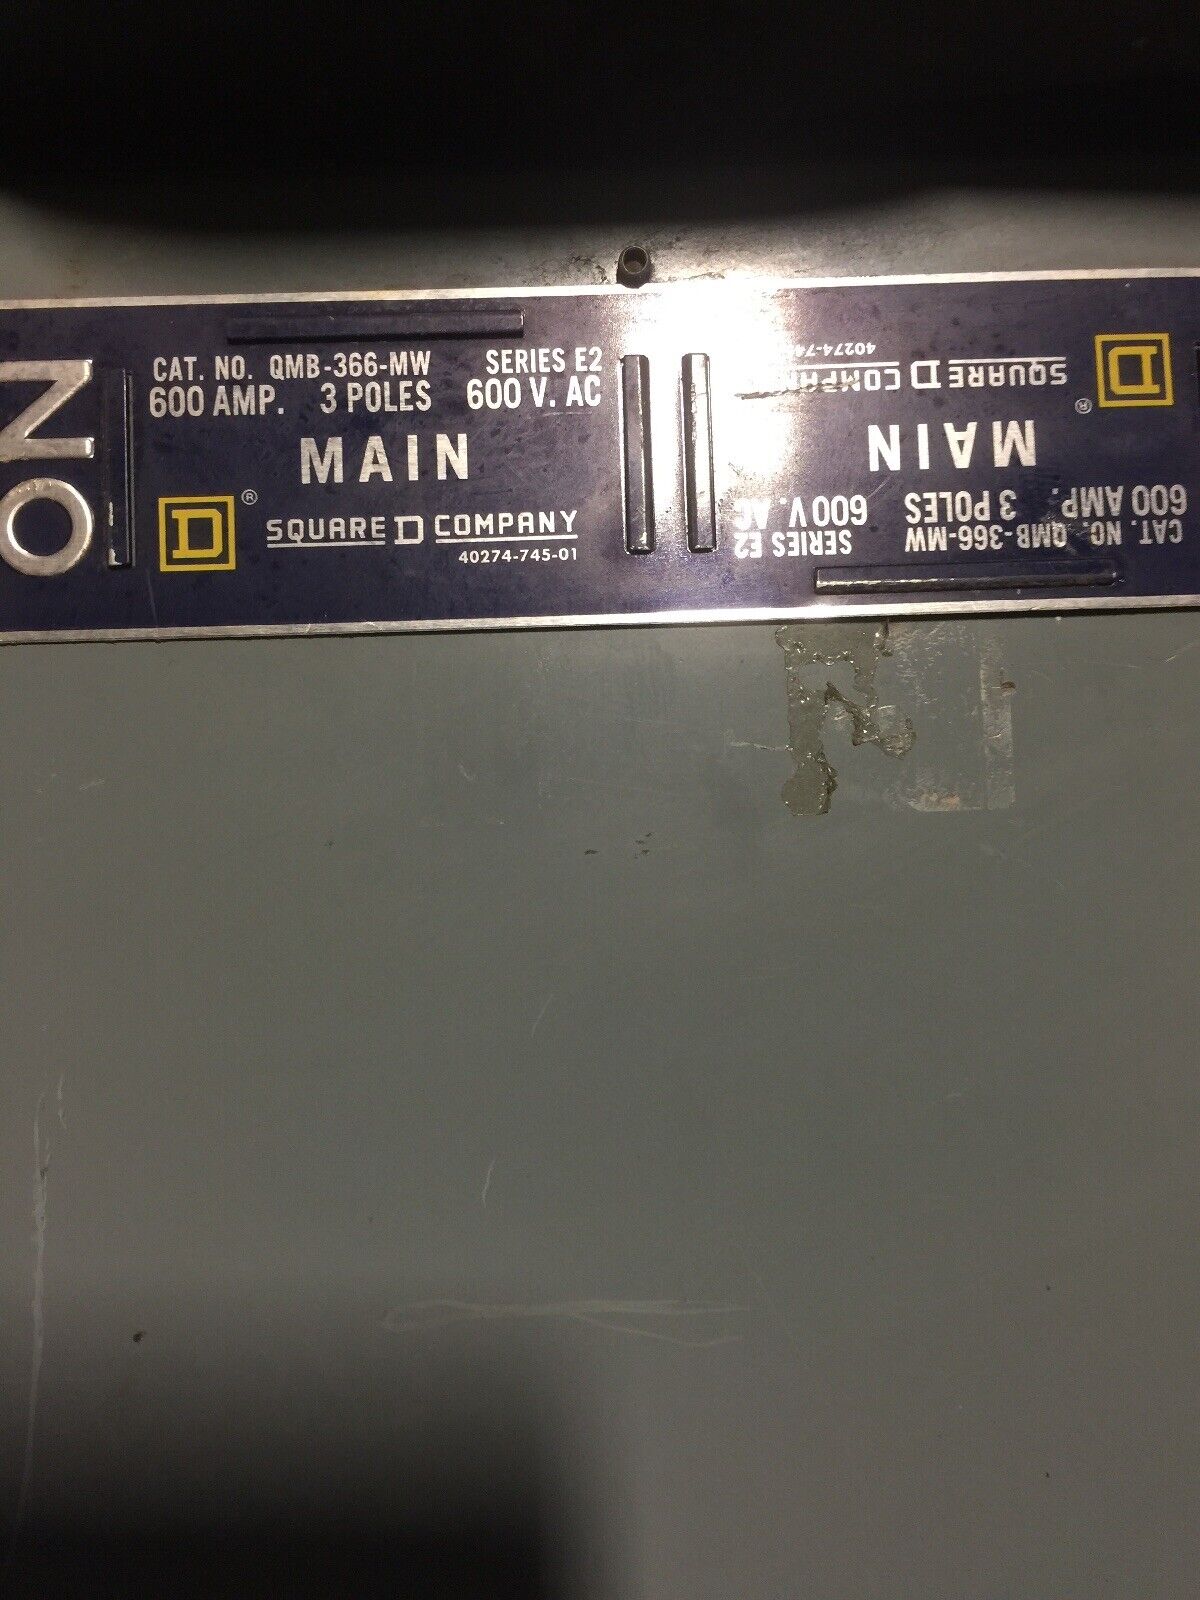 ON
CAT. NO. QMB-366-MW SERIES E2
600 AMP. 3 POLES 600 V. AC
MAIN
D ®
SQUARE D COMPANY
40274-745-01
CAT. NO. QMB-366-MW SERIES E2
600 AMP. 3 POLES 600 V. AC
MAIN
D ®
SQUARE D COMPANY